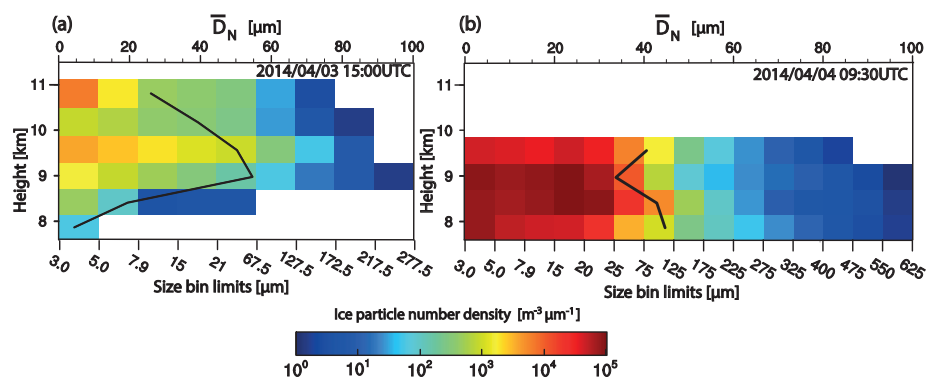 (a) D̅N [µm]
0 20 40 60 80 100
2014/04/03 15:00UTC
11
10
9
8
Height [km]
3.0 5.0 7.9 15 21 67.5 127.5 172.5 217.5 277.5
Size bin limits [µm]
(b) D̅N [µm]
0 20 40 60 80 100
2014/04/04 09:30UTC
11
10
9
8
Height [km]
3.0 5.0 7.9 15 20 25 75 125 175 225 275 325 400 475 550 625
Size bin limits [µm]
Ice particle number density [m⁻³ µm⁻¹]
10⁰ 10¹ 10² 10³ 10⁴ 10⁵